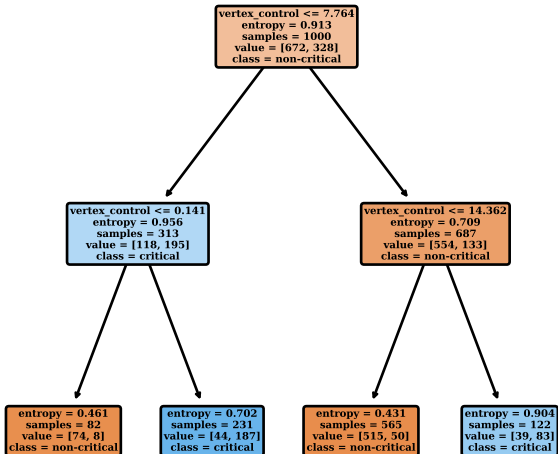 vertex_control <= 7.764
entropy = 0.913
samples = 1000
value = [672, 328]
class = non-critical
vertex_control <= 0.141
entropy = 0.956
samples = 313
value = [118, 195]
class = critical
vertex_control <= 14.362
entropy = 0.709
samples = 687
value = [554, 133]
class = non-critical
entropy = 0.461
samples = 82
value = [74, 8]
class = non-critical
entropy = 0.702
samples = 231
value = [44, 187]
class = critical
entropy = 0.431
samples = 565
value = [515, 50]
class = non-critical
entropy = 0.904
samples = 122
value = [39, 83]
class = critical